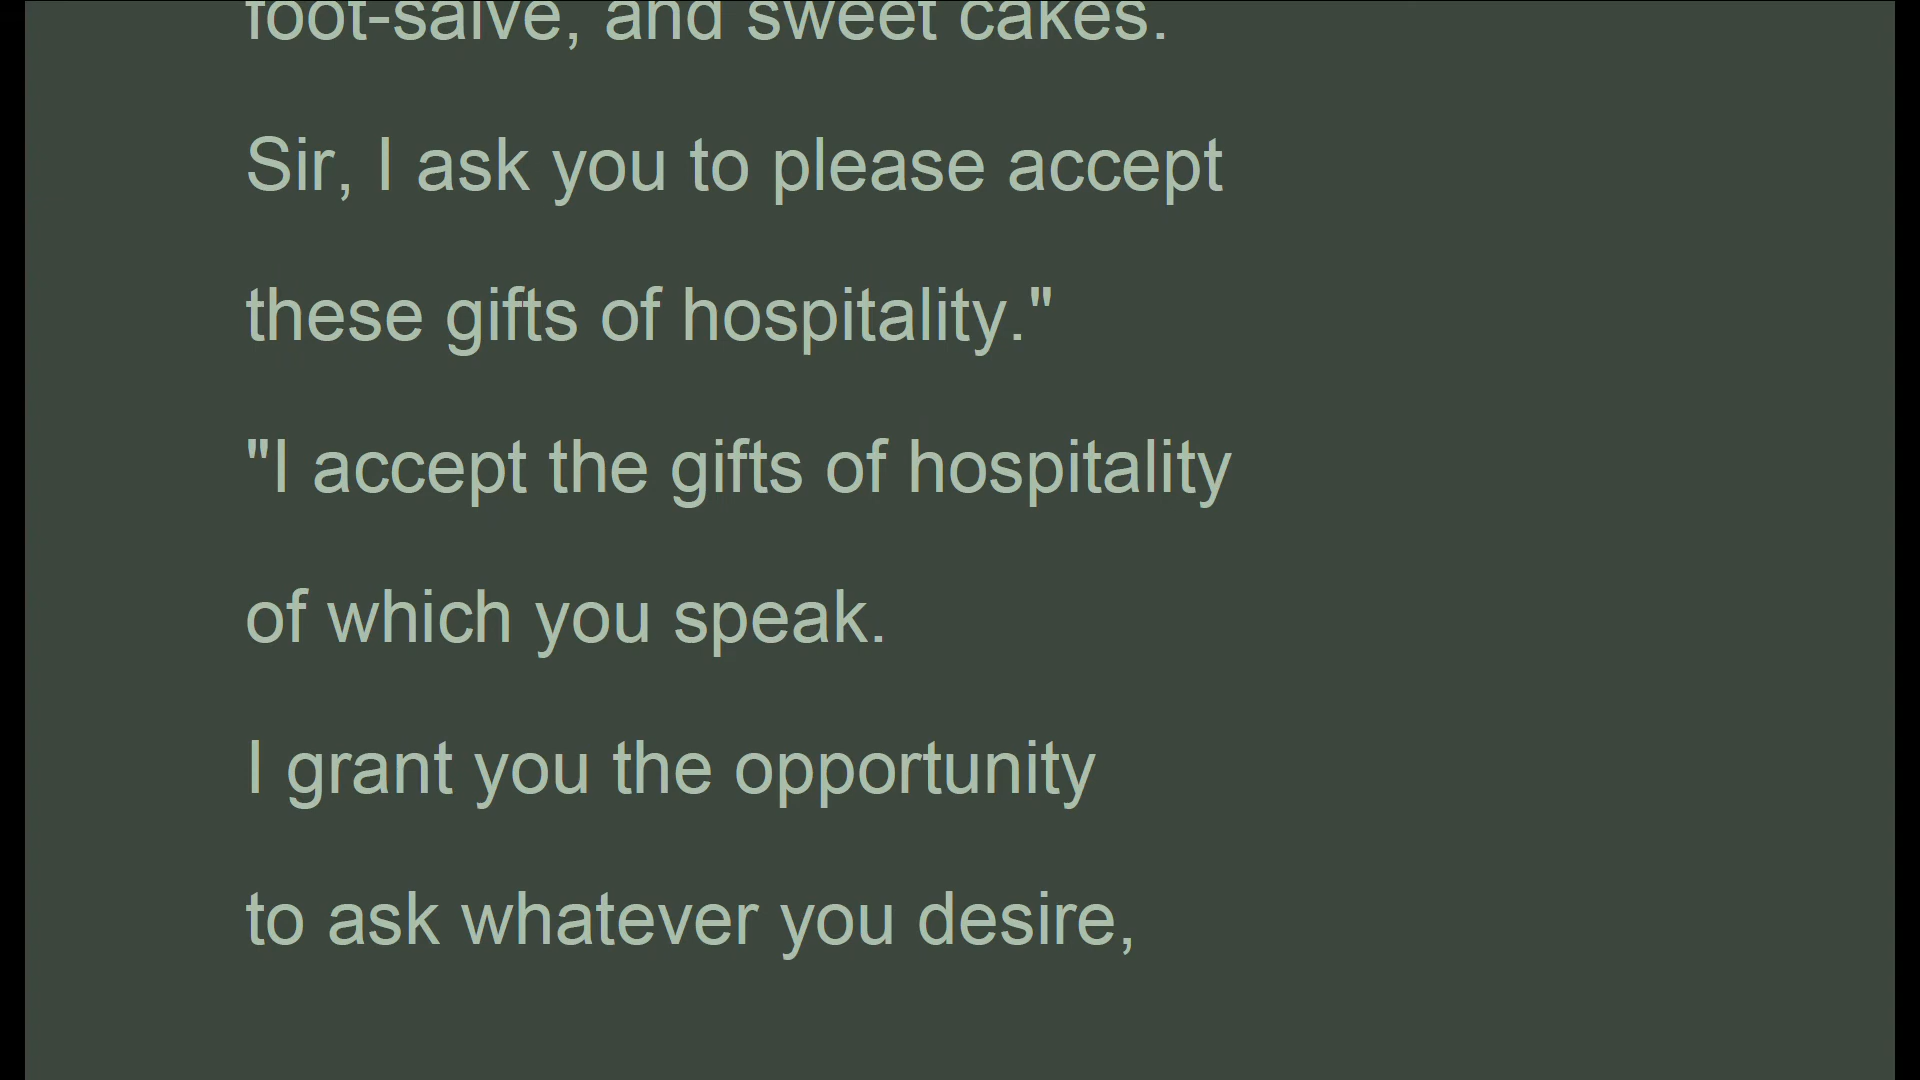 foot-salve, and sweet cakes.
Sir, I ask you to please accept
these gifts of hospitality."
"I accept the gifts of hospitality
of which you speak.
I grant you the opportunity
to ask whatever you desire,